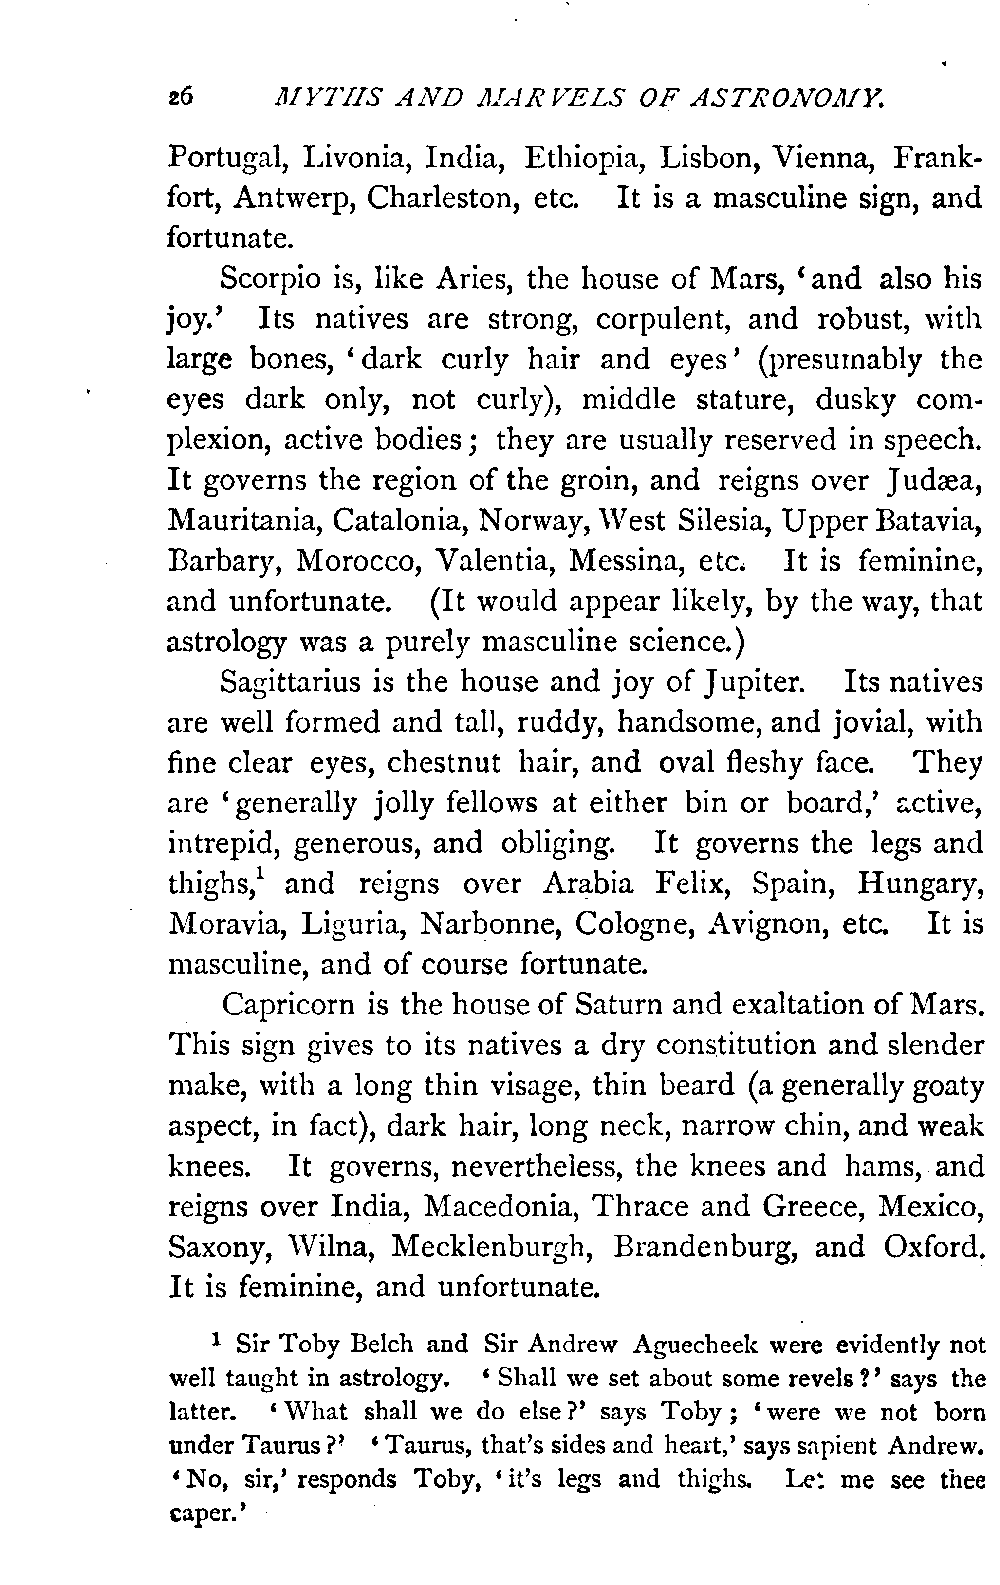 26 MYTHS AND MARVELS OF ASTRONOMY.
Portugal, Livonia, India, Ethiopia, Lisbon, Vienna, Frank-
fort, Antwerp, Charleston, etc. It is a masculine sign, and
fortunate.
Scorpio is, like Aries, the house of Mars, ‘and also his
joy.’ Its natives are strong, corpulent, and robust, with
large bones, ‘dark curly hair and eyes’ (presumably the
eyes dark only, not curly), middle stature, dusky com-
plexion, active bodies; they are usually reserved in speech.
It governs the region of the groin, and reigns over Judæa,
Mauritania, Catalonia, Norway, West Silesia, Upper Batavia,
Barbary, Morocco, Valentia, Messina, etc. It is feminine,
and unfortunate. (It would appear likely, by the way, that
astrology was a purely masculine science.)
Sagittarius is the house and joy of Jupiter. Its natives
are well formed and tall, ruddy, handsome, and jovial, with
fine clear eyes, chestnut hair, and oval fleshy face. They
are ‘generally jolly fellows at either bin or board,’ active,
intrepid, generous, and obliging. It governs the legs and
thighs,¹ and reigns over Arabia Felix, Spain, Hungary,
Moravia, Liguria, Narbonne, Cologne, Avignon, etc. It is
masculine, and of course fortunate.
Capricorn is the house of Saturn and exaltation of Mars.
This sign gives to its natives a dry constitution and slender
make, with a long thin visage, thin beard (a generally goaty
aspect, in fact), dark hair, long neck, narrow chin, and weak
knees. It governs, nevertheless, the knees and hams, and
reigns over India, Macedonia, Thrace and Greece, Mexico,
Saxony, Wilna, Mecklenburgh, Brandenburg, and Oxford.
It is feminine, and unfortunate.
¹ Sir Toby Belch and Sir Andrew Aguecheek were evidently not
well taught in astrology. ‘Shall we set about some revels?’ says the
latter. ‘What shall we do else?’ says Toby; ‘were we not born
under Taurus?’ ‘Taurus, that's sides and heart,’ says sapient Andrew.
‘No, sir,’ responds Toby, ‘it's legs and thighs. Let me see thee
caper.’